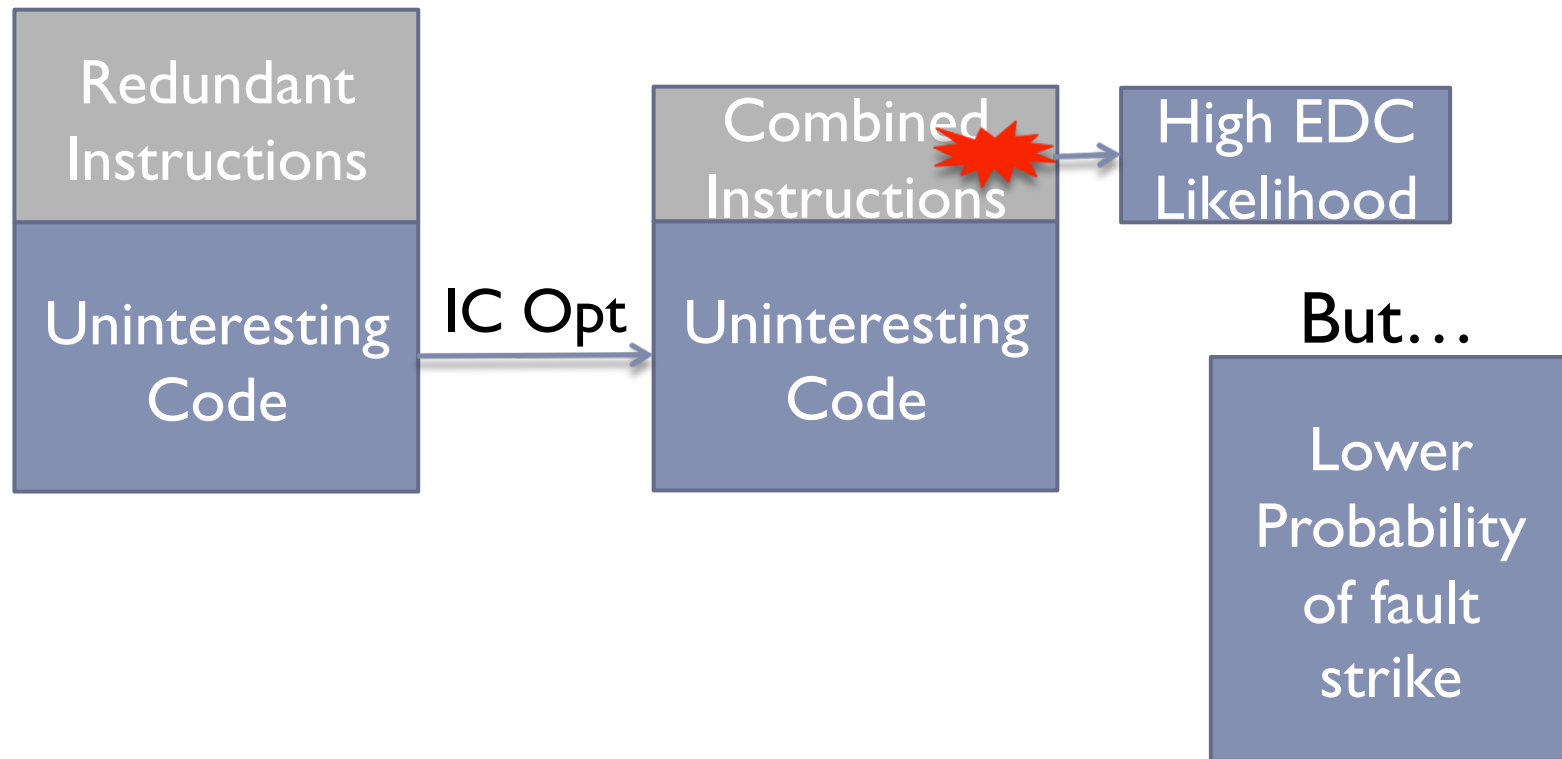 Redundant
Instructions
Uninteresting
Code
IC Opt
Combined
Instructions
Uninteresting
Code
High EDC
Likelihood
But…
Lower
Probability
of fault
strike